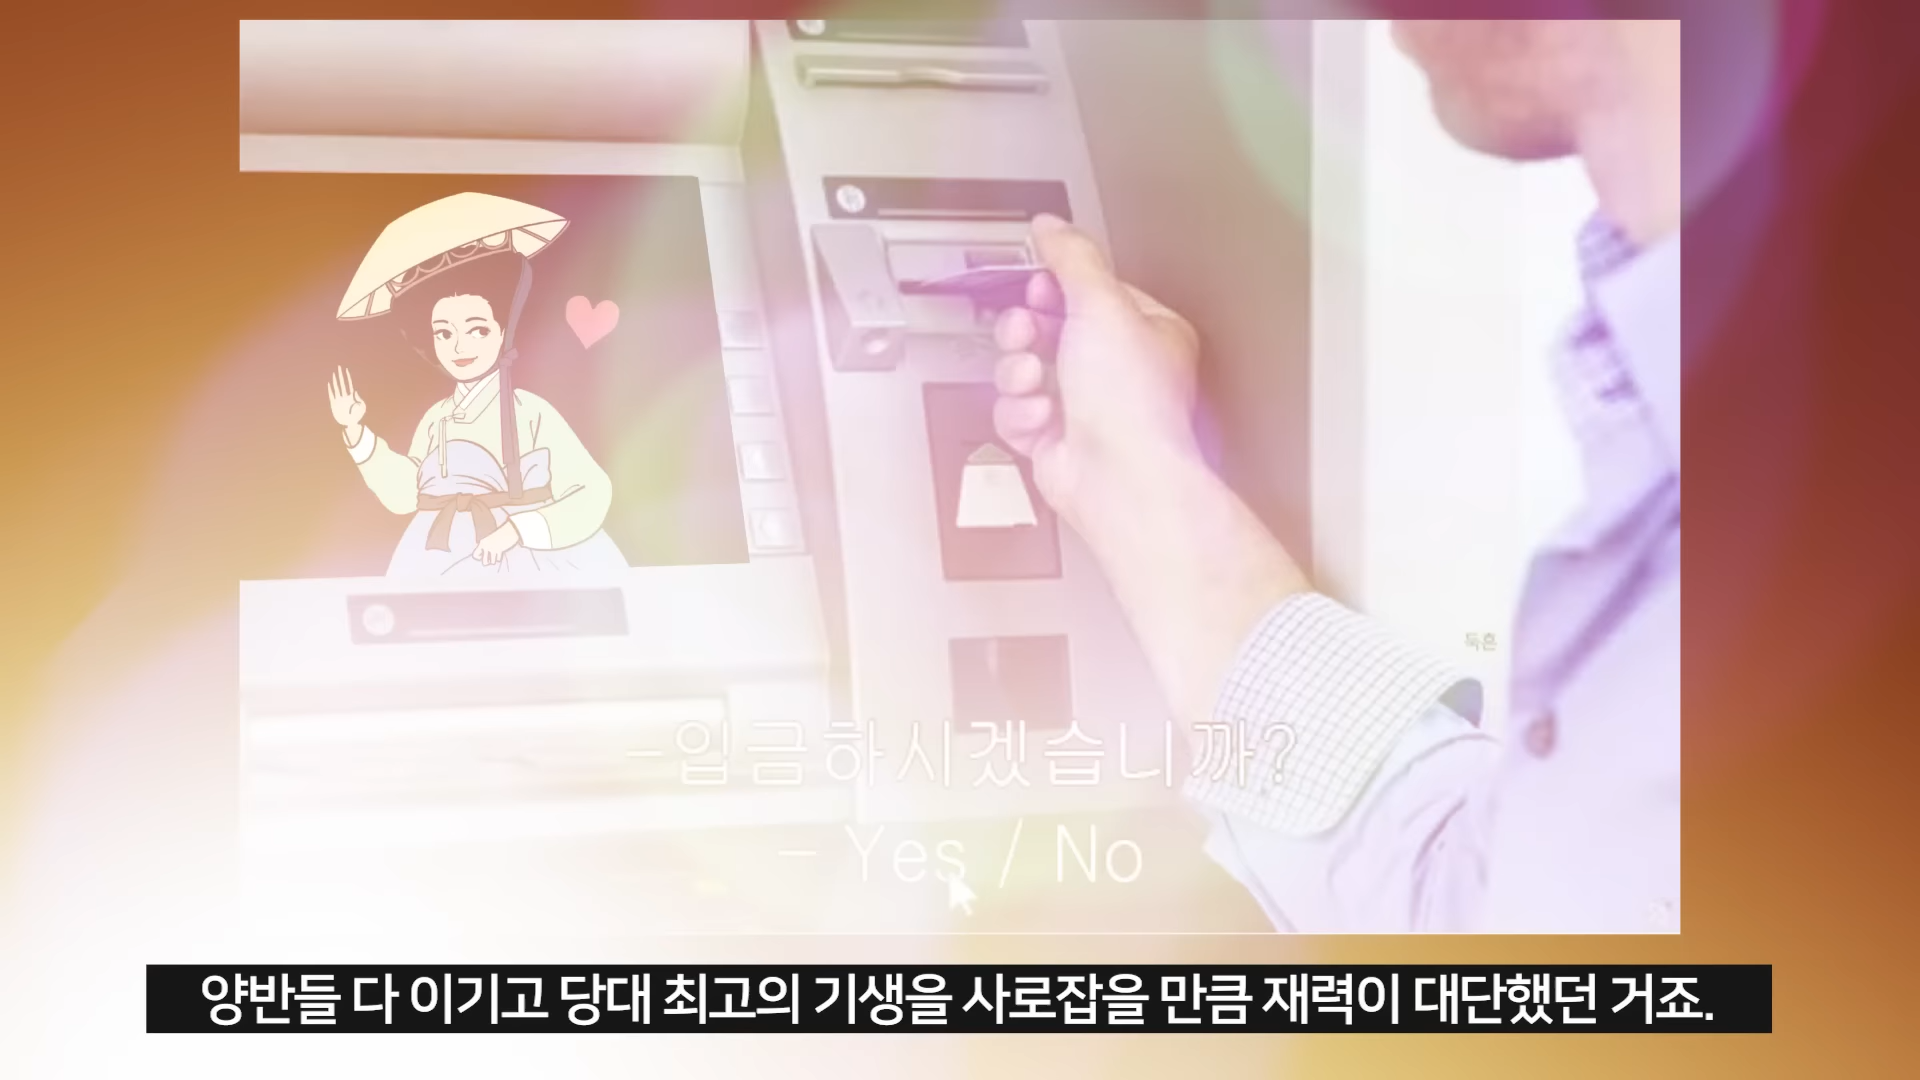 둑흔
-입금하시겠습니까?
- Yes / No
양반들 다 이기고 당대 최고의 기생을 사로잡을 만큼 재력이 대단했던 거죠.